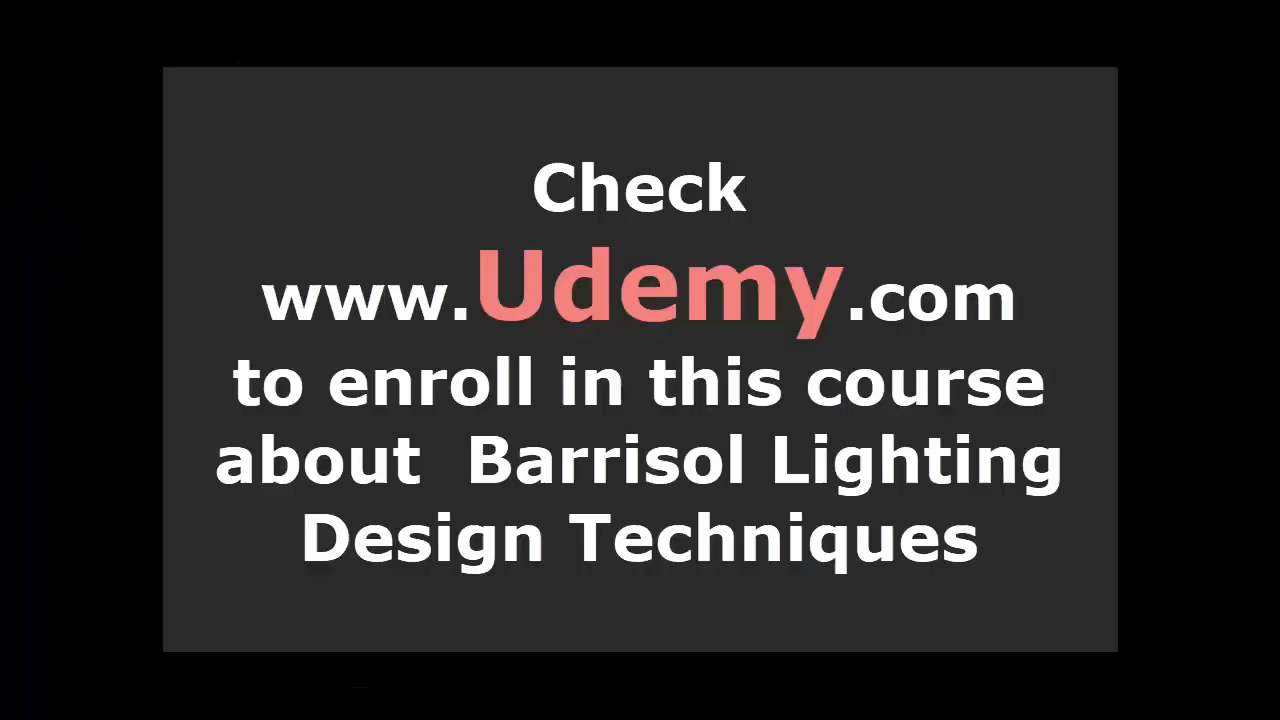 Check
www.Udemy.com
to enroll in this course
about  Barrisol Lighting
Design Techniques